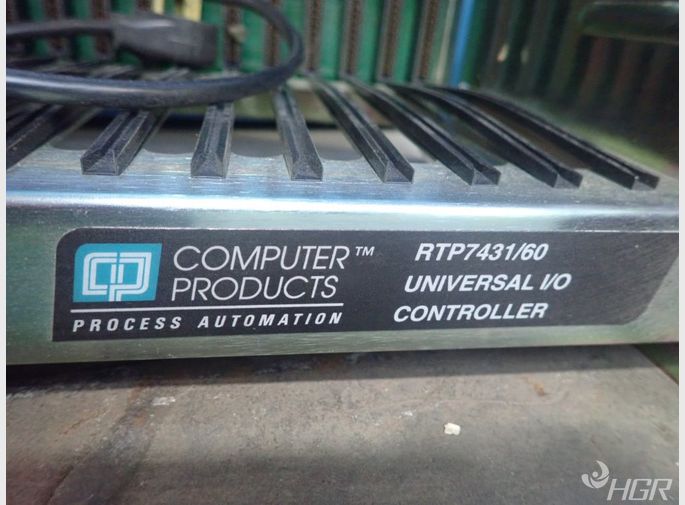 COMPUTER™
PRODUCTS
PROCESS AUTOMATION
RTP7431/60
UNIVERSAL I/O
CONTROLLER
HGR